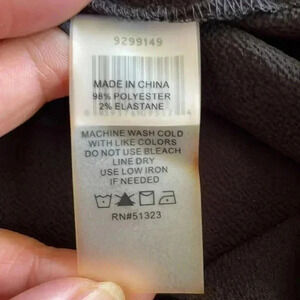 9299149
MADE IN CHINA
98% POLYESTER
2% ELASTANE
MACHINE WASH COLD
WITH LIKE COLORS
DO NOT USE BLEACH
LINE DRY
USE LOW IRON
IF NEEDED
RN#51323